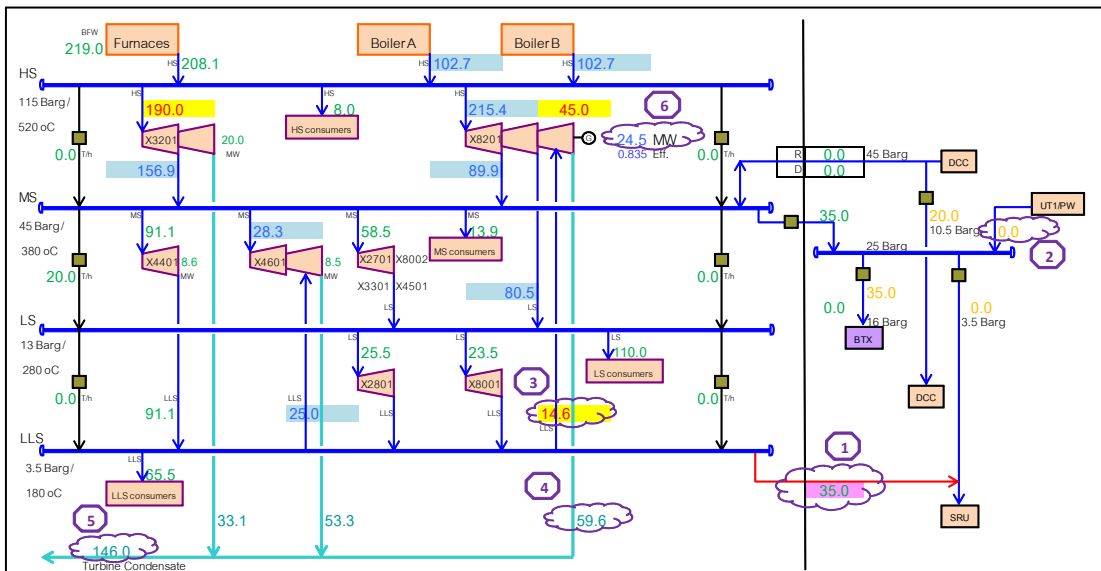 BFW
219.0
Furnaces
Boiler A
Boiler B
HS
208.1
HS
102.7
HS
102.7
HS
115 Barg/
520 oC
HS
190.0
HS
8.0
HS
215.4
45.0
6
X3201
20.0
MW
HS consumers
X8201
G
24.5 MW
0.835 Eff.
0.0
T/h
0.0
T/h
R
0.0
45 Barg
D
0.0
DCC
156.9
89.9
MS
45 Barg/
380 oC
MS
91.1
MS
28.3
MS
58.5
MS
13.9
35.0
20.0
10.5 Barg
UT1/PW
0.0
2
X4401
8.6
MW
X4601
8.5
MW
X2701
X8002
MS consumers
25 Barg
20.0
T/h
X3301
X4501
0.0
T/h
80.5
LS
LS
35.0
0.0
0.0
16 Barg
3.5 Barg
LS
13 Barg/
280 oC
LS
25.5
LS
23.5
LS
110.0
BTX
X2801
X8001
3
LS consumers
0.0
T/h
0.0
T/h
DCC
LLS
91.1
LLS
25.0
LLS
LLS
14.6
LLS
LLS
3.5 Barg/
180 oC
LLS
65.5
1
LLS consumers
35.0
4
5
33.1
53.3
59.6
SRU
146.0
Turbine Condensate